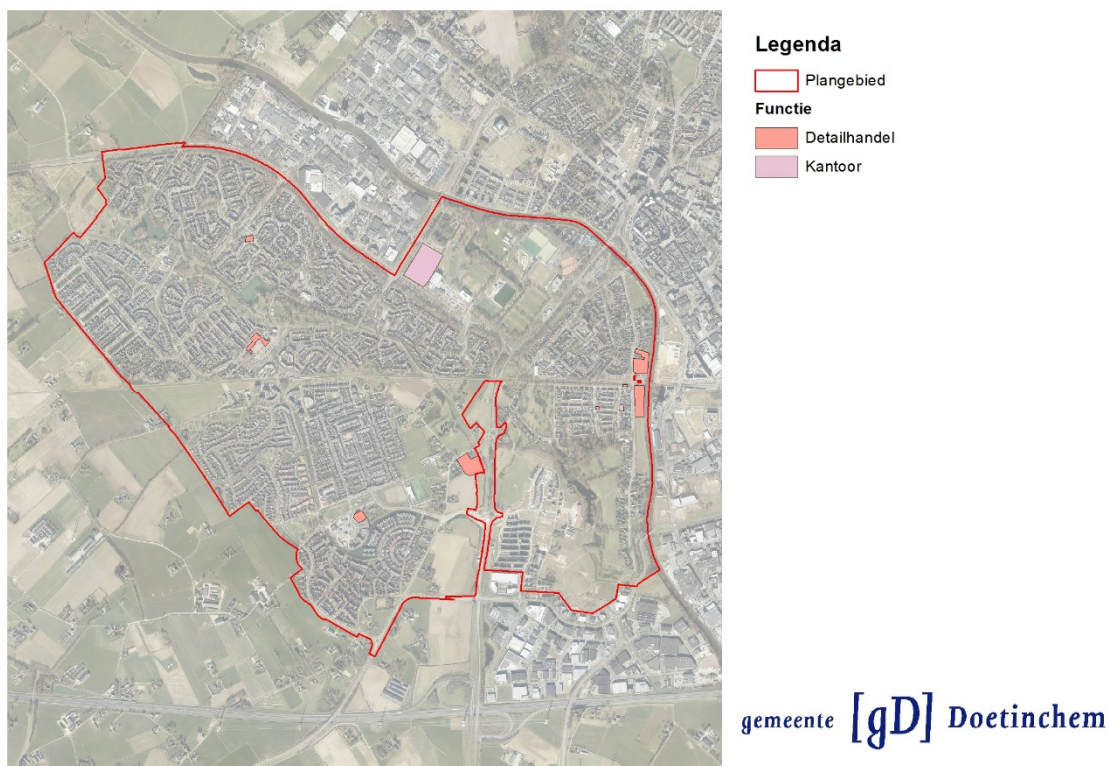 Legenda
Plangebied
Functie
Detailhandel
Kantoor
gemeente [gD] Doetinchem